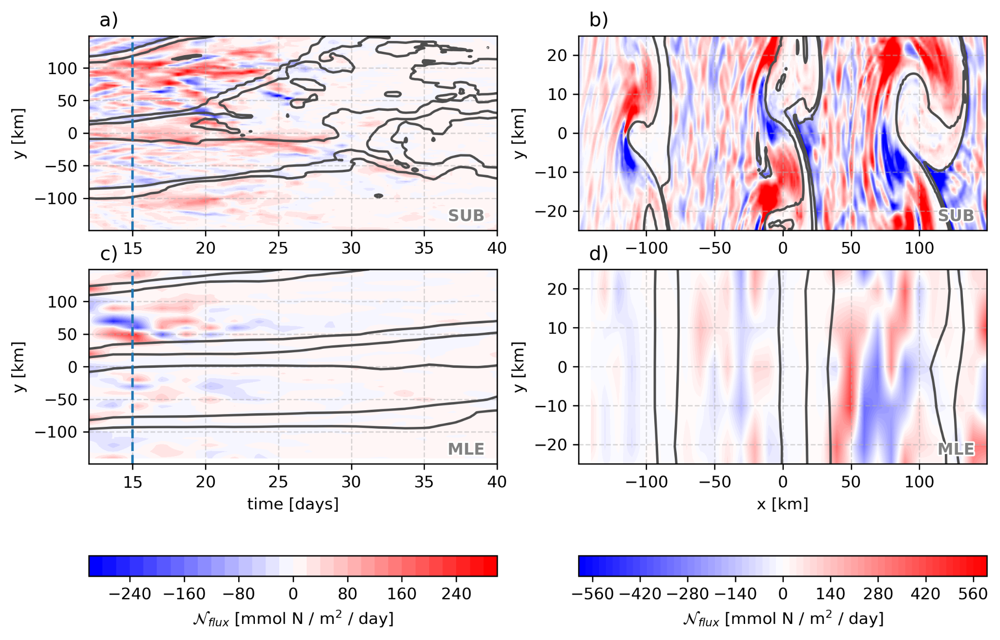 a)
b)
100
50
0
−50
−100
y [km]
SUB
15
20
25
30
35
40
20
10
0
−10
−20
y [km]
SUB
−100
−50
0
50
100
c)
d)
100
50
0
−50
−100
y [km]
MLE
15
20
25
30
35
40
time [days]
20
10
0
−10
−20
y [km]
MLE
−100
−50
0
50
100
x [km]
−240 −160 −80 0 80 160 240
𝒩flux [mmol N / m² / day]
−560 −420 −280 −140 0 140 280 420 560
𝒩flux [mmol N / m² / day]